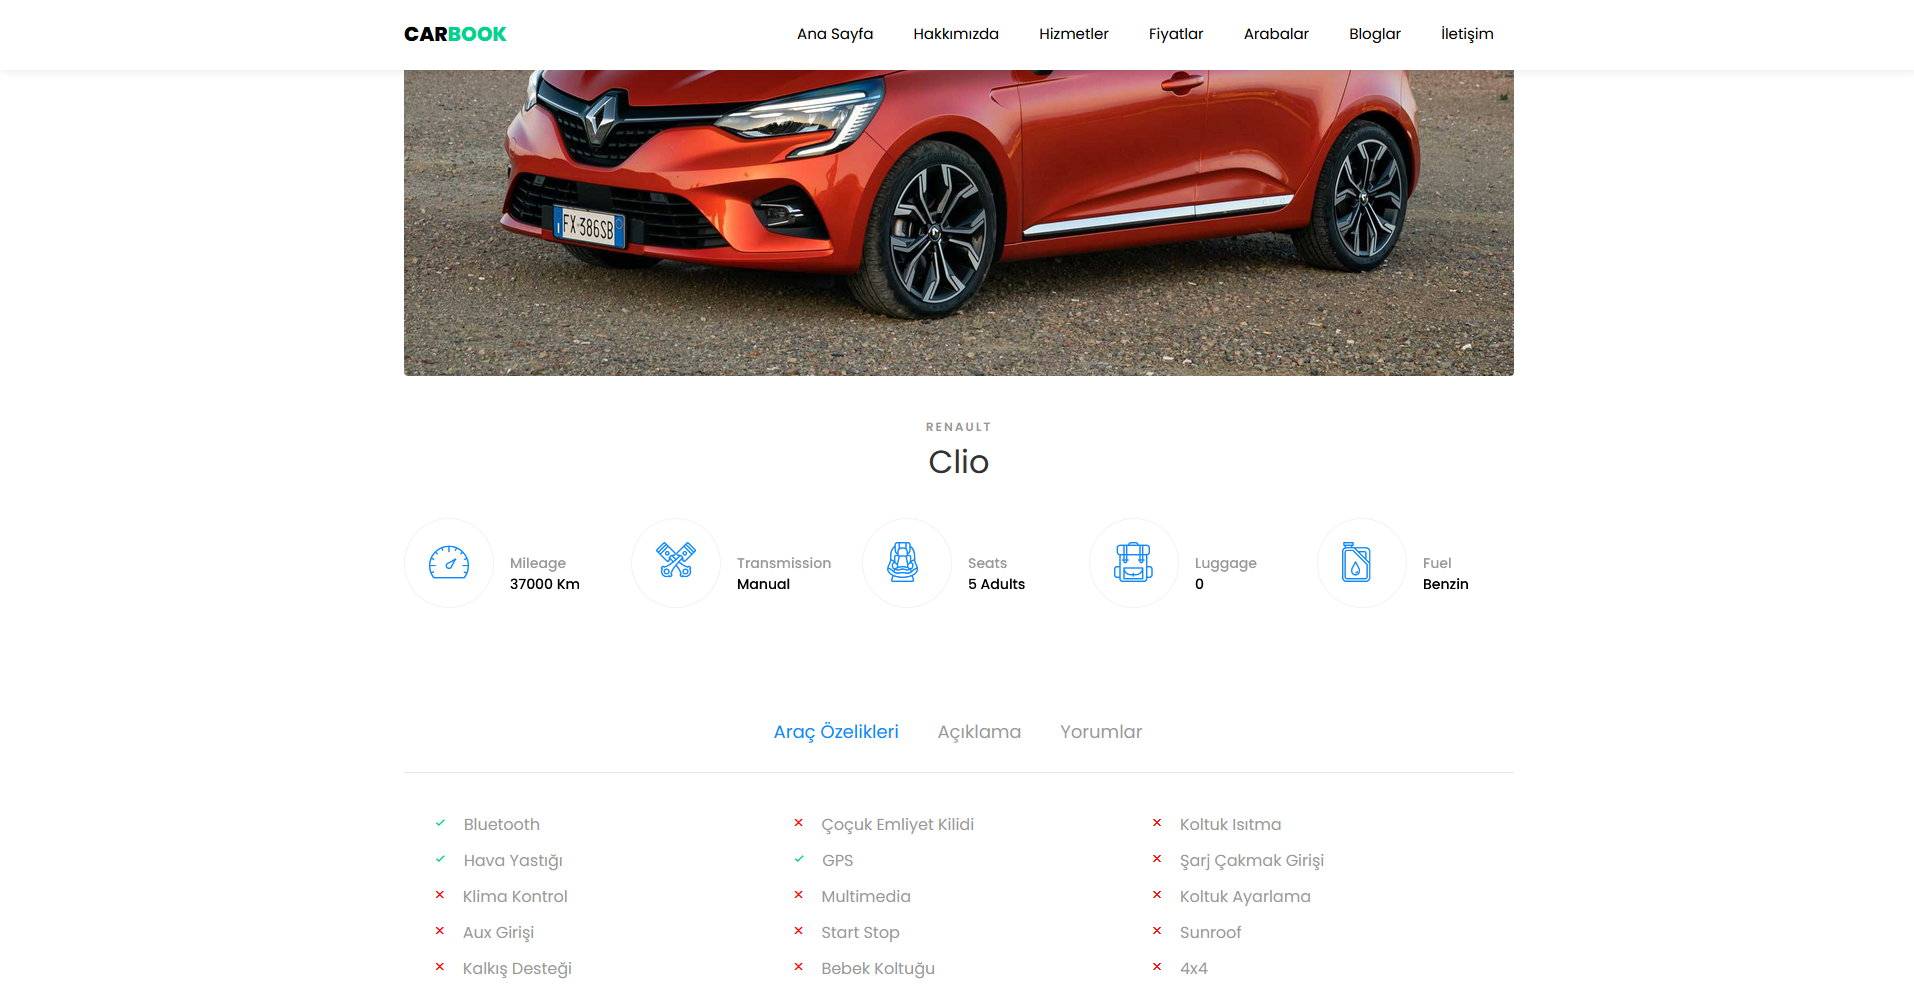 CARBOOK
Ana Sayfa
Hakkımızda
Hizmetler
Fiyatlar
Arabalar
Bloglar
İletişim
FX 386SB
RENAULT
Clio
Mileage
37000 Km
Transmission
Manual
Seats
5 Adults
Luggage
0
Fuel
Benzin
Araç Özelikleri
Açıklama
Yorumlar
Bluetooth
Hava Yastığı
Klima Kontrol
Aux Girişi
Kalkış Desteği
Çoçuk Emliyet Kilidi
GPS
Multimedia
Start Stop
Bebek Koltuğu
Koltuk Isıtma
Şarj Çakmak Girişi
Koltuk Ayarlama
Sunroof
4x4